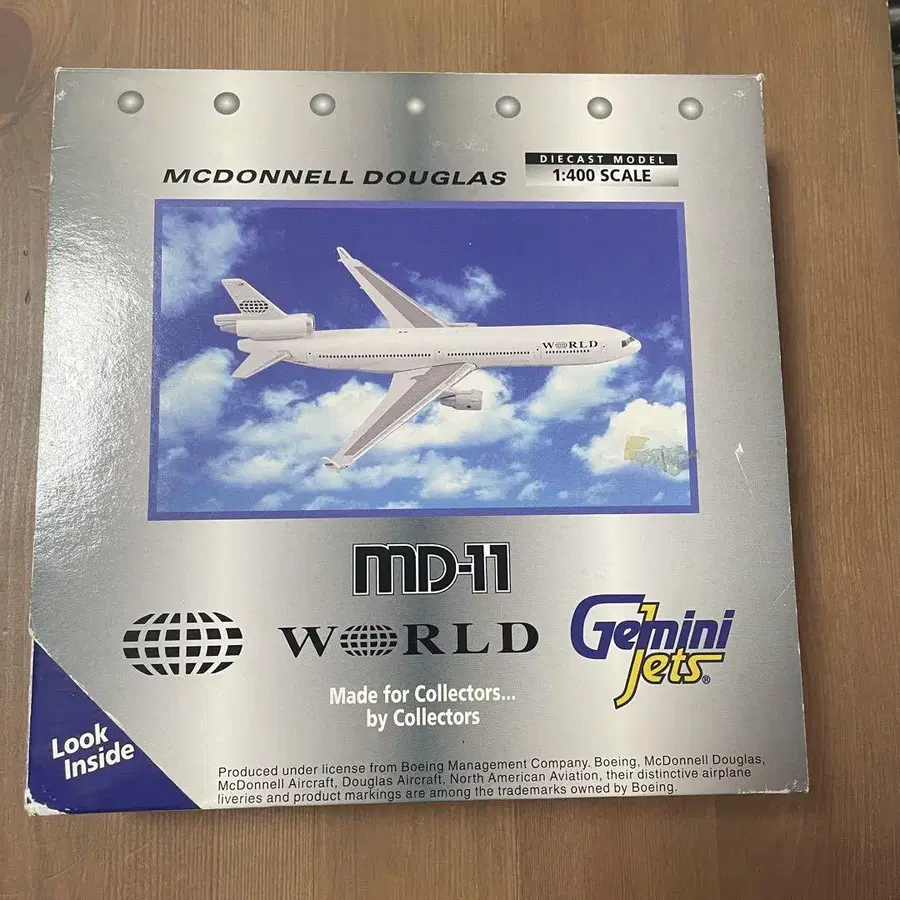 MCDONNELL DOUGLAS
DIECAST MODEL
1:400 SCALE
WORLD
MD-11
WORLD
Gemini
Jets®
Made for Collectors...
by Collectors
Look
Inside
Produced under license from Boeing Management Company. Boeing, McDonnell Douglas,
McDonnell Aircraft, Douglas Aircraft, North American Aviation, their distinctive airplane
liveries and product markings are among the trademarks owned by Boeing.